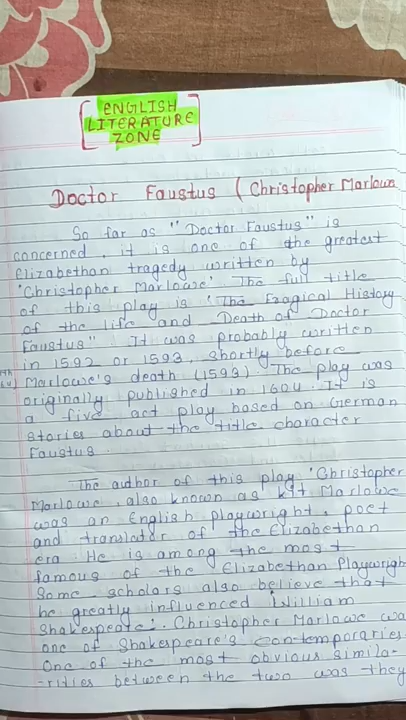 ENGLISH
LITERATURE
ZONE
Doctor Faustus (Christopher Marlowe
So far as "Doctor Faustus" is
concerned, it is one of the greatest
Elizabethan tragedy written by
'Christopher Marlowe'. The full title
of this play is "The Tragical History
of the life and Death of Doctor
Faustus". It was probably written
in 1592 or 1593, shortly before
Marlowe's death (1593). The play was
originally published in 1604. It is
a five act play based on German
stories about the title character
Faustus.
The author of this play 'Christopher
Marlowe, also known as kit Marlowe
was an English playwright, poet
and translator of the Elizabethan
era. He is among the most
famous of the Elizabethan Playwrigh
Some scholars also believe that
he greatly influenced William
Shakespeare. Christopher Marlowe wa
one of Shakespeare's contemporaries.
One of the most obvious simila-
-rities between the two was they